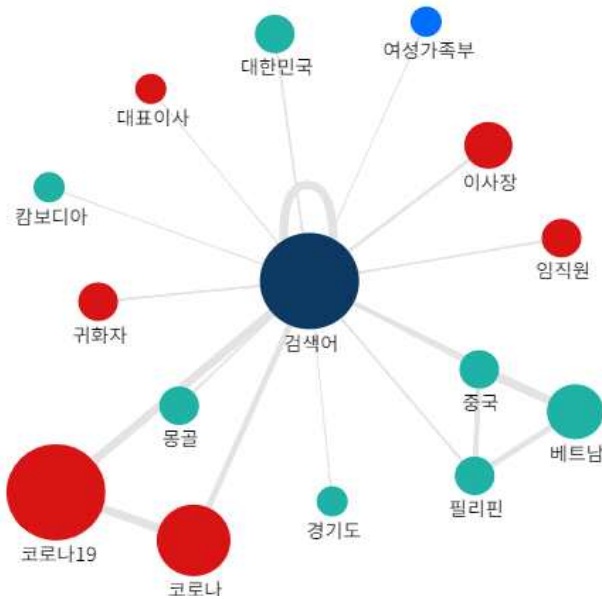 여성가족부
대한민국
대표이사
이사장
캄보디아
임직원
귀화자
검색어
중국
몽골
베트남
필리핀
경기도
코로나19
코로나